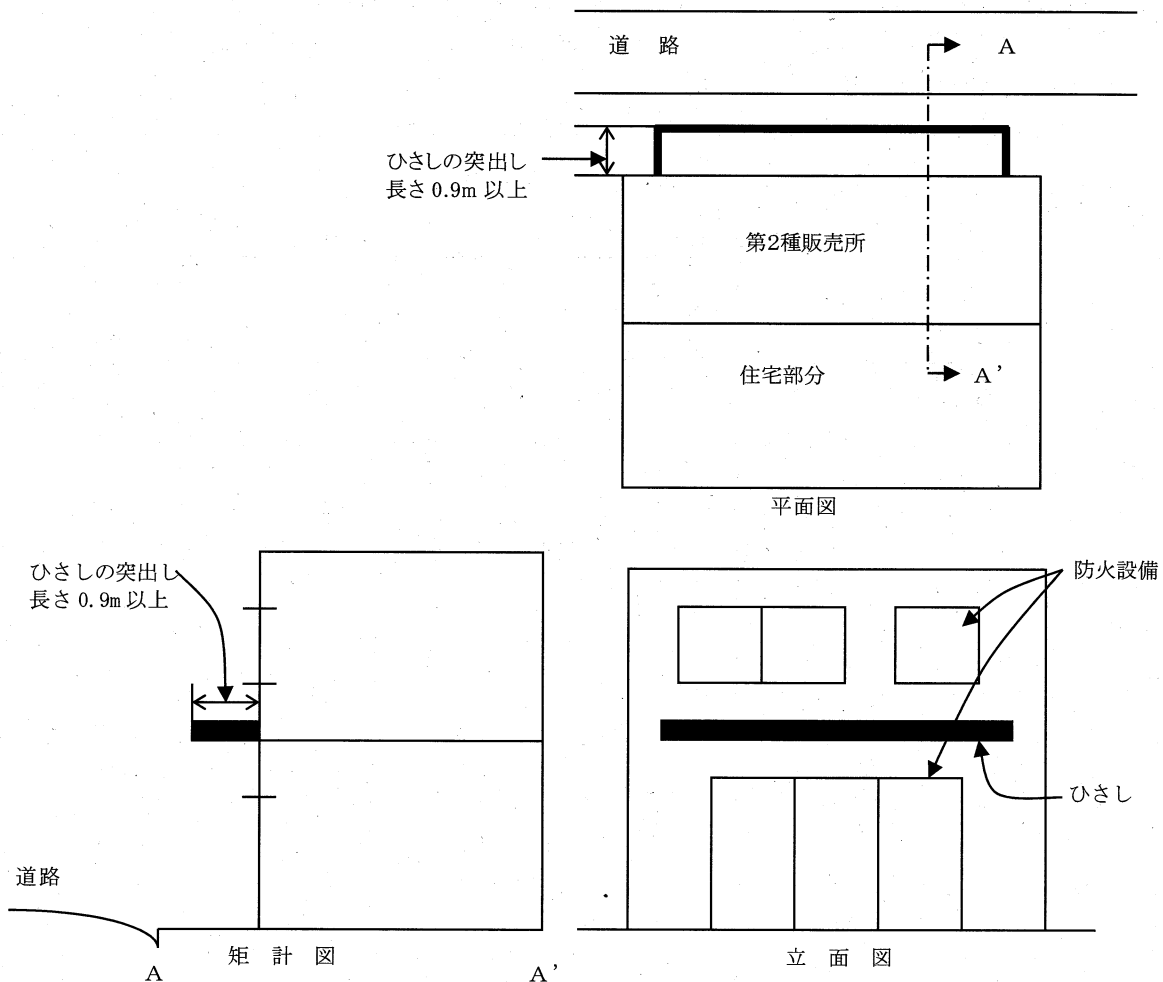 道 路
A
ひさしの突出し
長さ 0.9m 以上
第2種販売所
住宅部分
A'
平面図
ひさしの突出し
長さ 0.9m 以上
道路
A
矩 計 図
A'
防火設備
ひさし
立 面 図